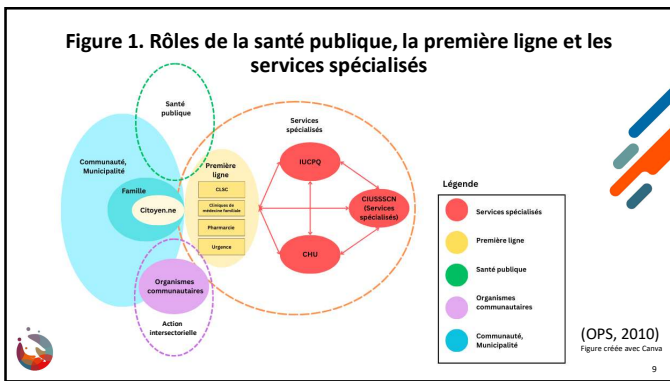 Figure 1. Rôles de la santé publique, la première ligne et les
services spécialisés
Santé
publique
Services
spécialisés
Communauté,
Municipalité
Famille
Citoyen.ne
Première
ligne
CLSC
Cliniques de
médecine familiale
Pharmacie
Urgence
IUCPQ
CIUSSSCN
(Services
spécialisés)
CHU
Organismes
communautaires
Action
intersectorielle
Légende
Services spécialisés
Première ligne
Santé publique
Organismes
communautaires
Communauté,
Municipalité
(OPS, 2010)
Figure créée avec Canva
9